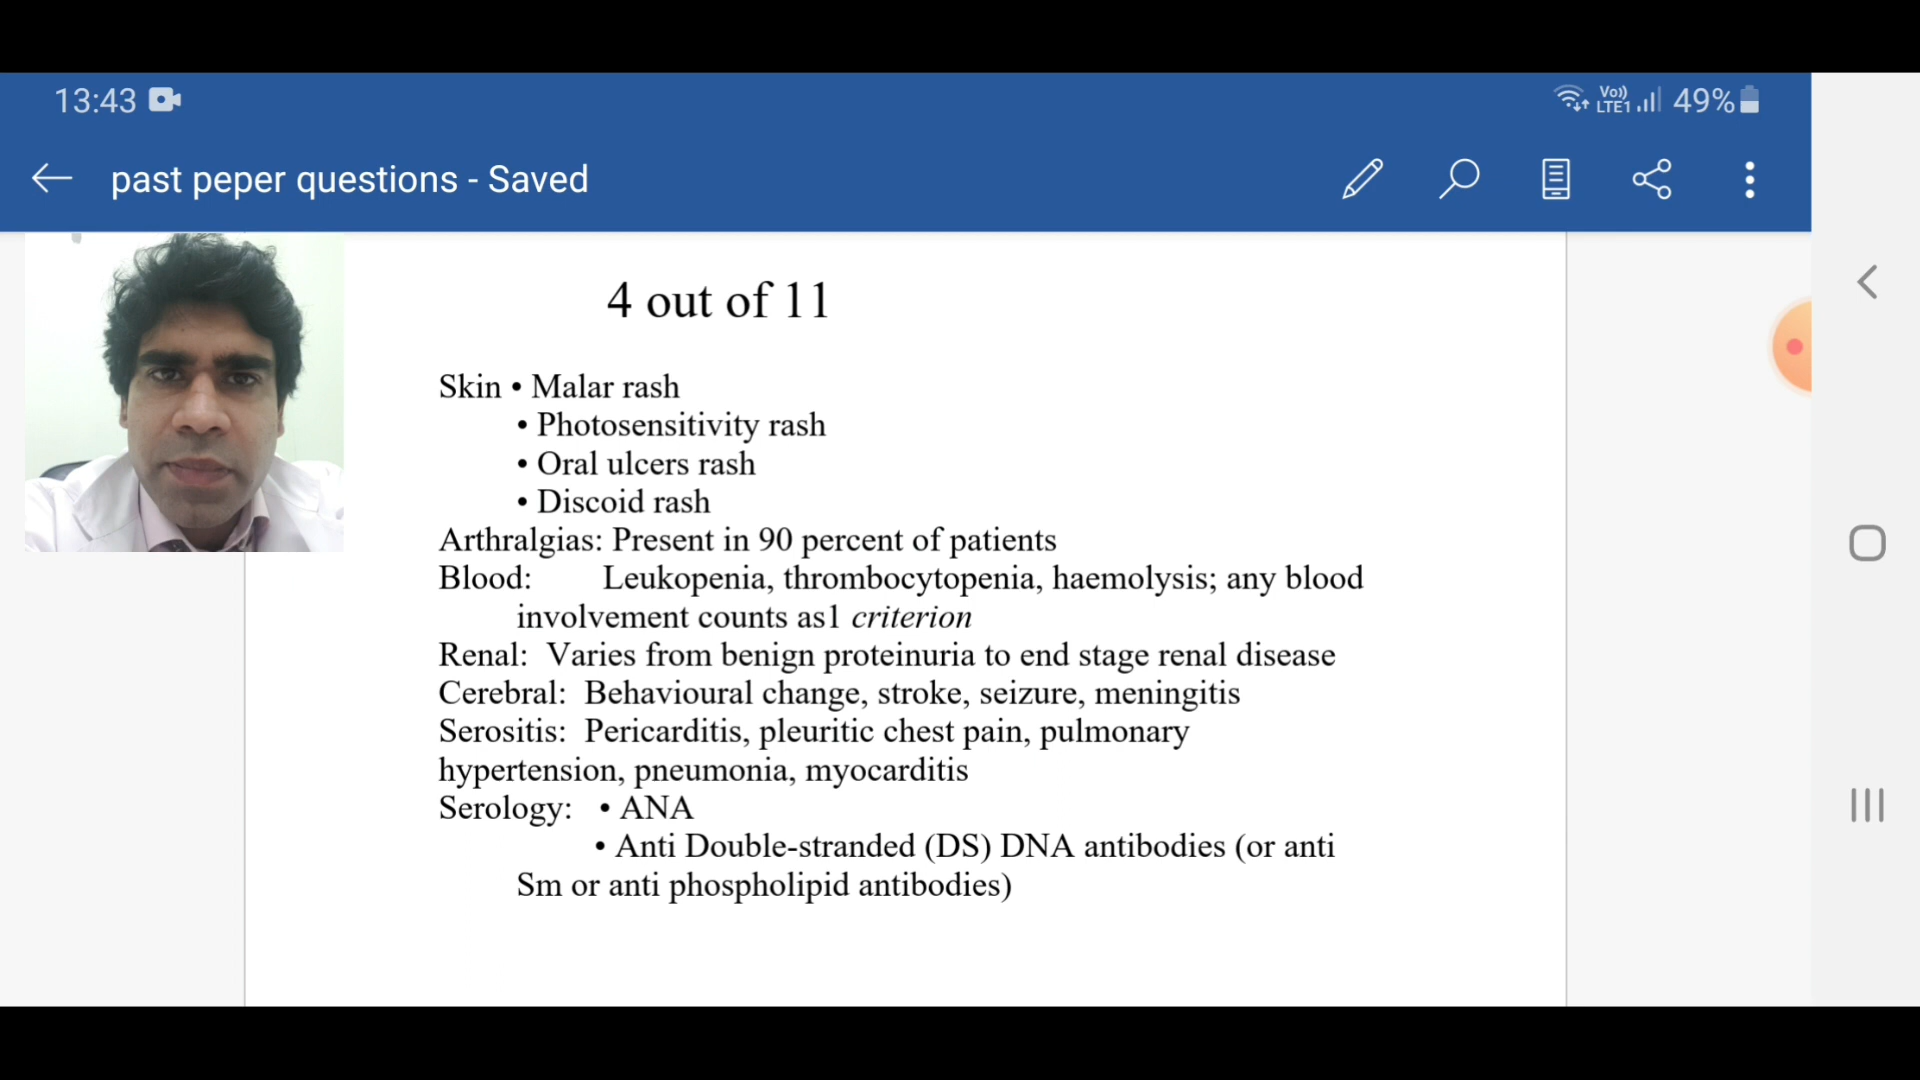 13:43
Vo))
LTE1
49%
past peper questions - Saved
4 out of 11
Skin • Malar rash
• Photosensitivity rash
• Oral ulcers rash
• Discoid rash
Arthralgias: Present in 90 percent of patients
Blood: Leukopenia, thrombocytopenia, haemolysis; any blood
involvement counts as1 criterion
Renal: Varies from benign proteinuria to end stage renal disease
Cerebral: Behavioural change, stroke, seizure, meningitis
Serositis: Pericarditis, pleuritic chest pain, pulmonary
hypertension, pneumonia, myocarditis
Serology: • ANA
• Anti Double-stranded (DS) DNA antibodies (or anti
Sm or anti phospholipid antibodies)